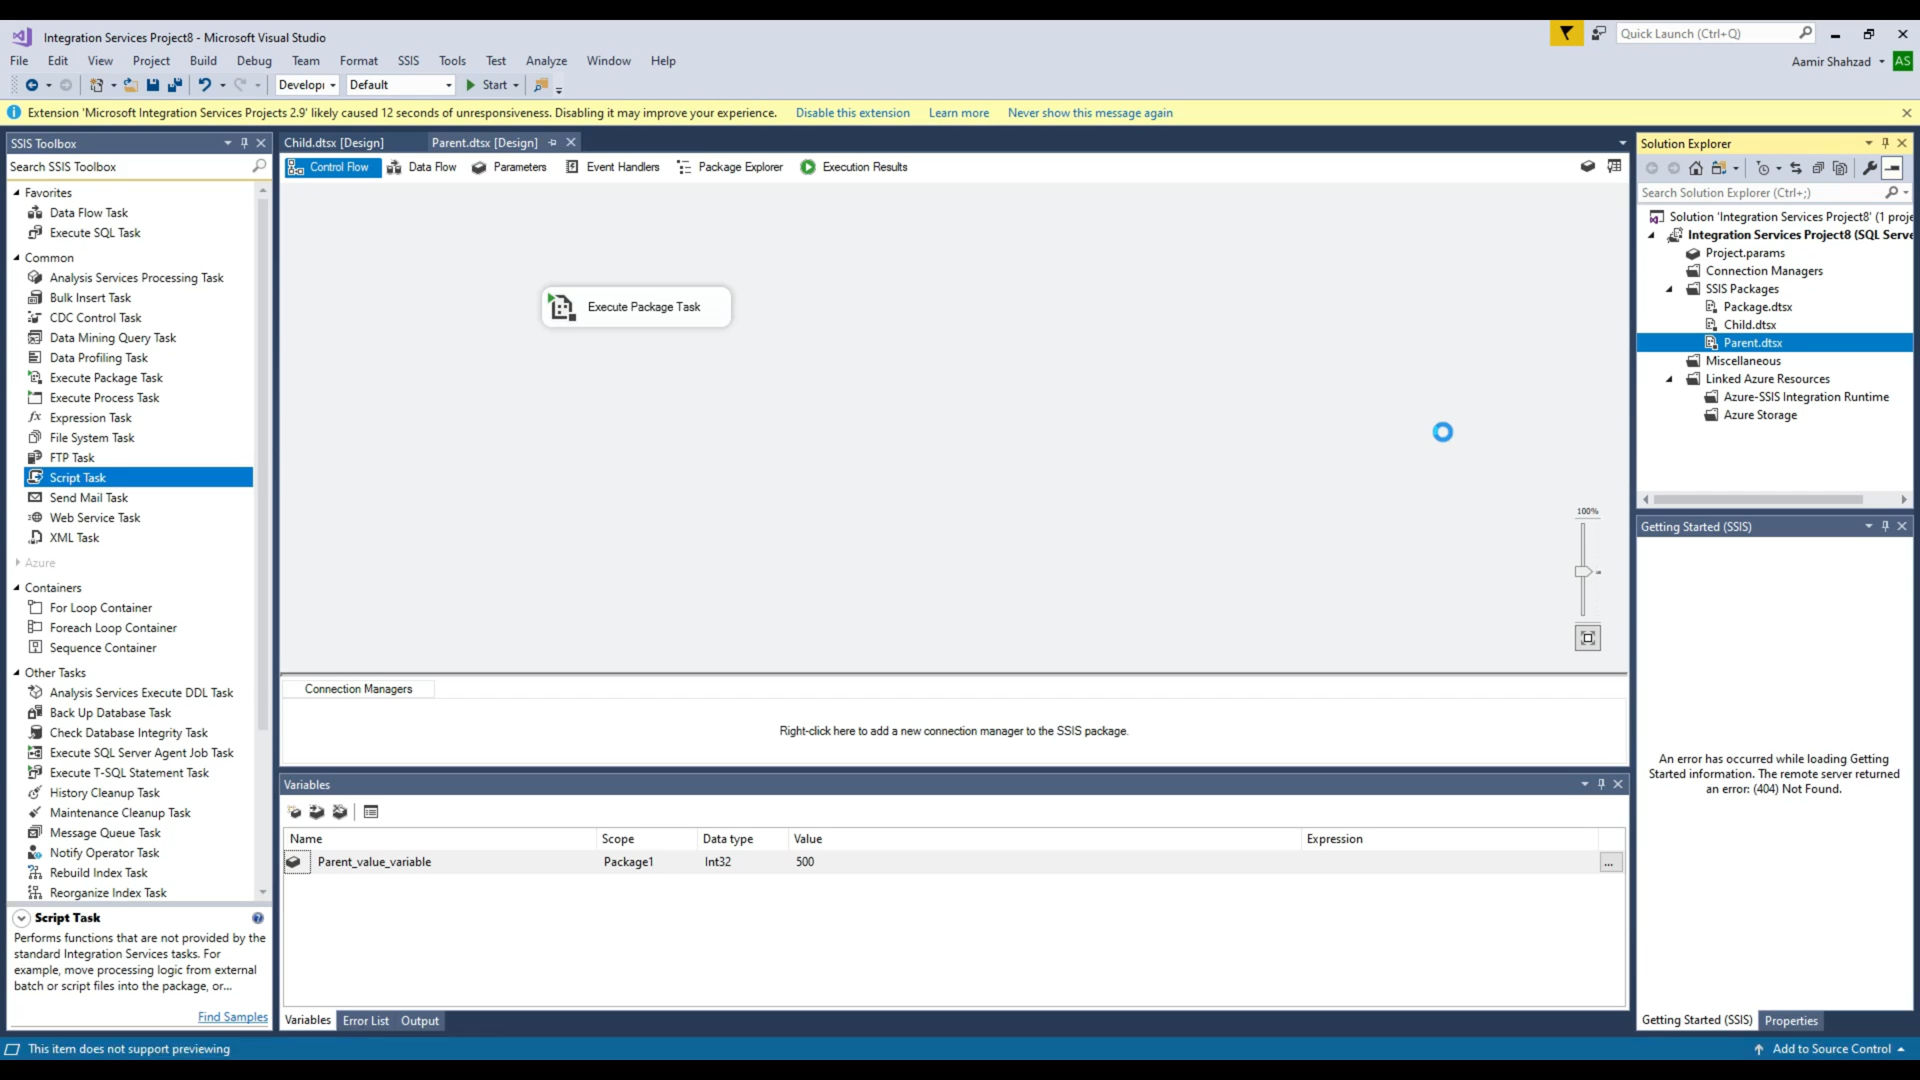 Integration Services Project8 - Microsoft Visual Studio
Quick Launch (Ctrl+Q)
File Edit View Project Build Debug Team Format SSIS Tools Test Analyze Window Help
Aamir Shahzad AS
Developi Default Start
Extension 'Microsoft Integration Services Projects 2.9' likely caused 12 seconds of unresponsiveness. Disabling it may improve your experience. Disable this extension Learn more Never show this message again
SSIS Toolbox
Search SSIS Toolbox
Favorites
Data Flow Task
Execute SQL Task
Common
Analysis Services Processing Task
Bulk Insert Task
CDC Control Task
Data Mining Query Task
Data Profiling Task
Execute Package Task
Execute Process Task
Expression Task
File System Task
FTP Task
Script Task
Send Mail Task
Web Service Task
XML Task
Azure
Containers
For Loop Container
Foreach Loop Container
Sequence Container
Other Tasks
Analysis Services Execute DDL Task
Back Up Database Task
Check Database Integrity Task
Execute SQL Server Agent Job Task
Execute T-SQL Statement Task
History Cleanup Task
Maintenance Cleanup Task
Message Queue Task
Notify Operator Task
Rebuild Index Task
Reorganize Index Task
Script Task
Performs functions that are not provided by the
standard Integration Services tasks. For
example, move processing logic from external
batch or script files into the package, or...
Find Samples
Child.dtsx [Design] Parent.dtsx [Design]
Control Flow Data Flow Parameters Event Handlers Package Explorer Execution Results
Execute Package Task
100%
Connection Managers
Right-click here to add a new connection manager to the SSIS package.
Variables
Name Scope Data type Value Expression
Parent_value_variable Package1 Int32 500 ...
Variables Error List Output
Solution Explorer
Search Solution Explorer (Ctrl+;)
Solution 'Integration Services Project8' (1 proje
Integration Services Project8 (SQL Serve
Project.params
Connection Managers
SSIS Packages
Package.dtsx
Child.dtsx
Parent.dtsx
Miscellaneous
Linked Azure Resources
Azure-SSIS Integration Runtime
Azure Storage
Getting Started (SSIS)
An error has occurred while loading Getting
Started information. The remote server returned
an error: (404) Not Found.
Getting Started (SSIS) Properties
This item does not support previewing
Add to Source Control